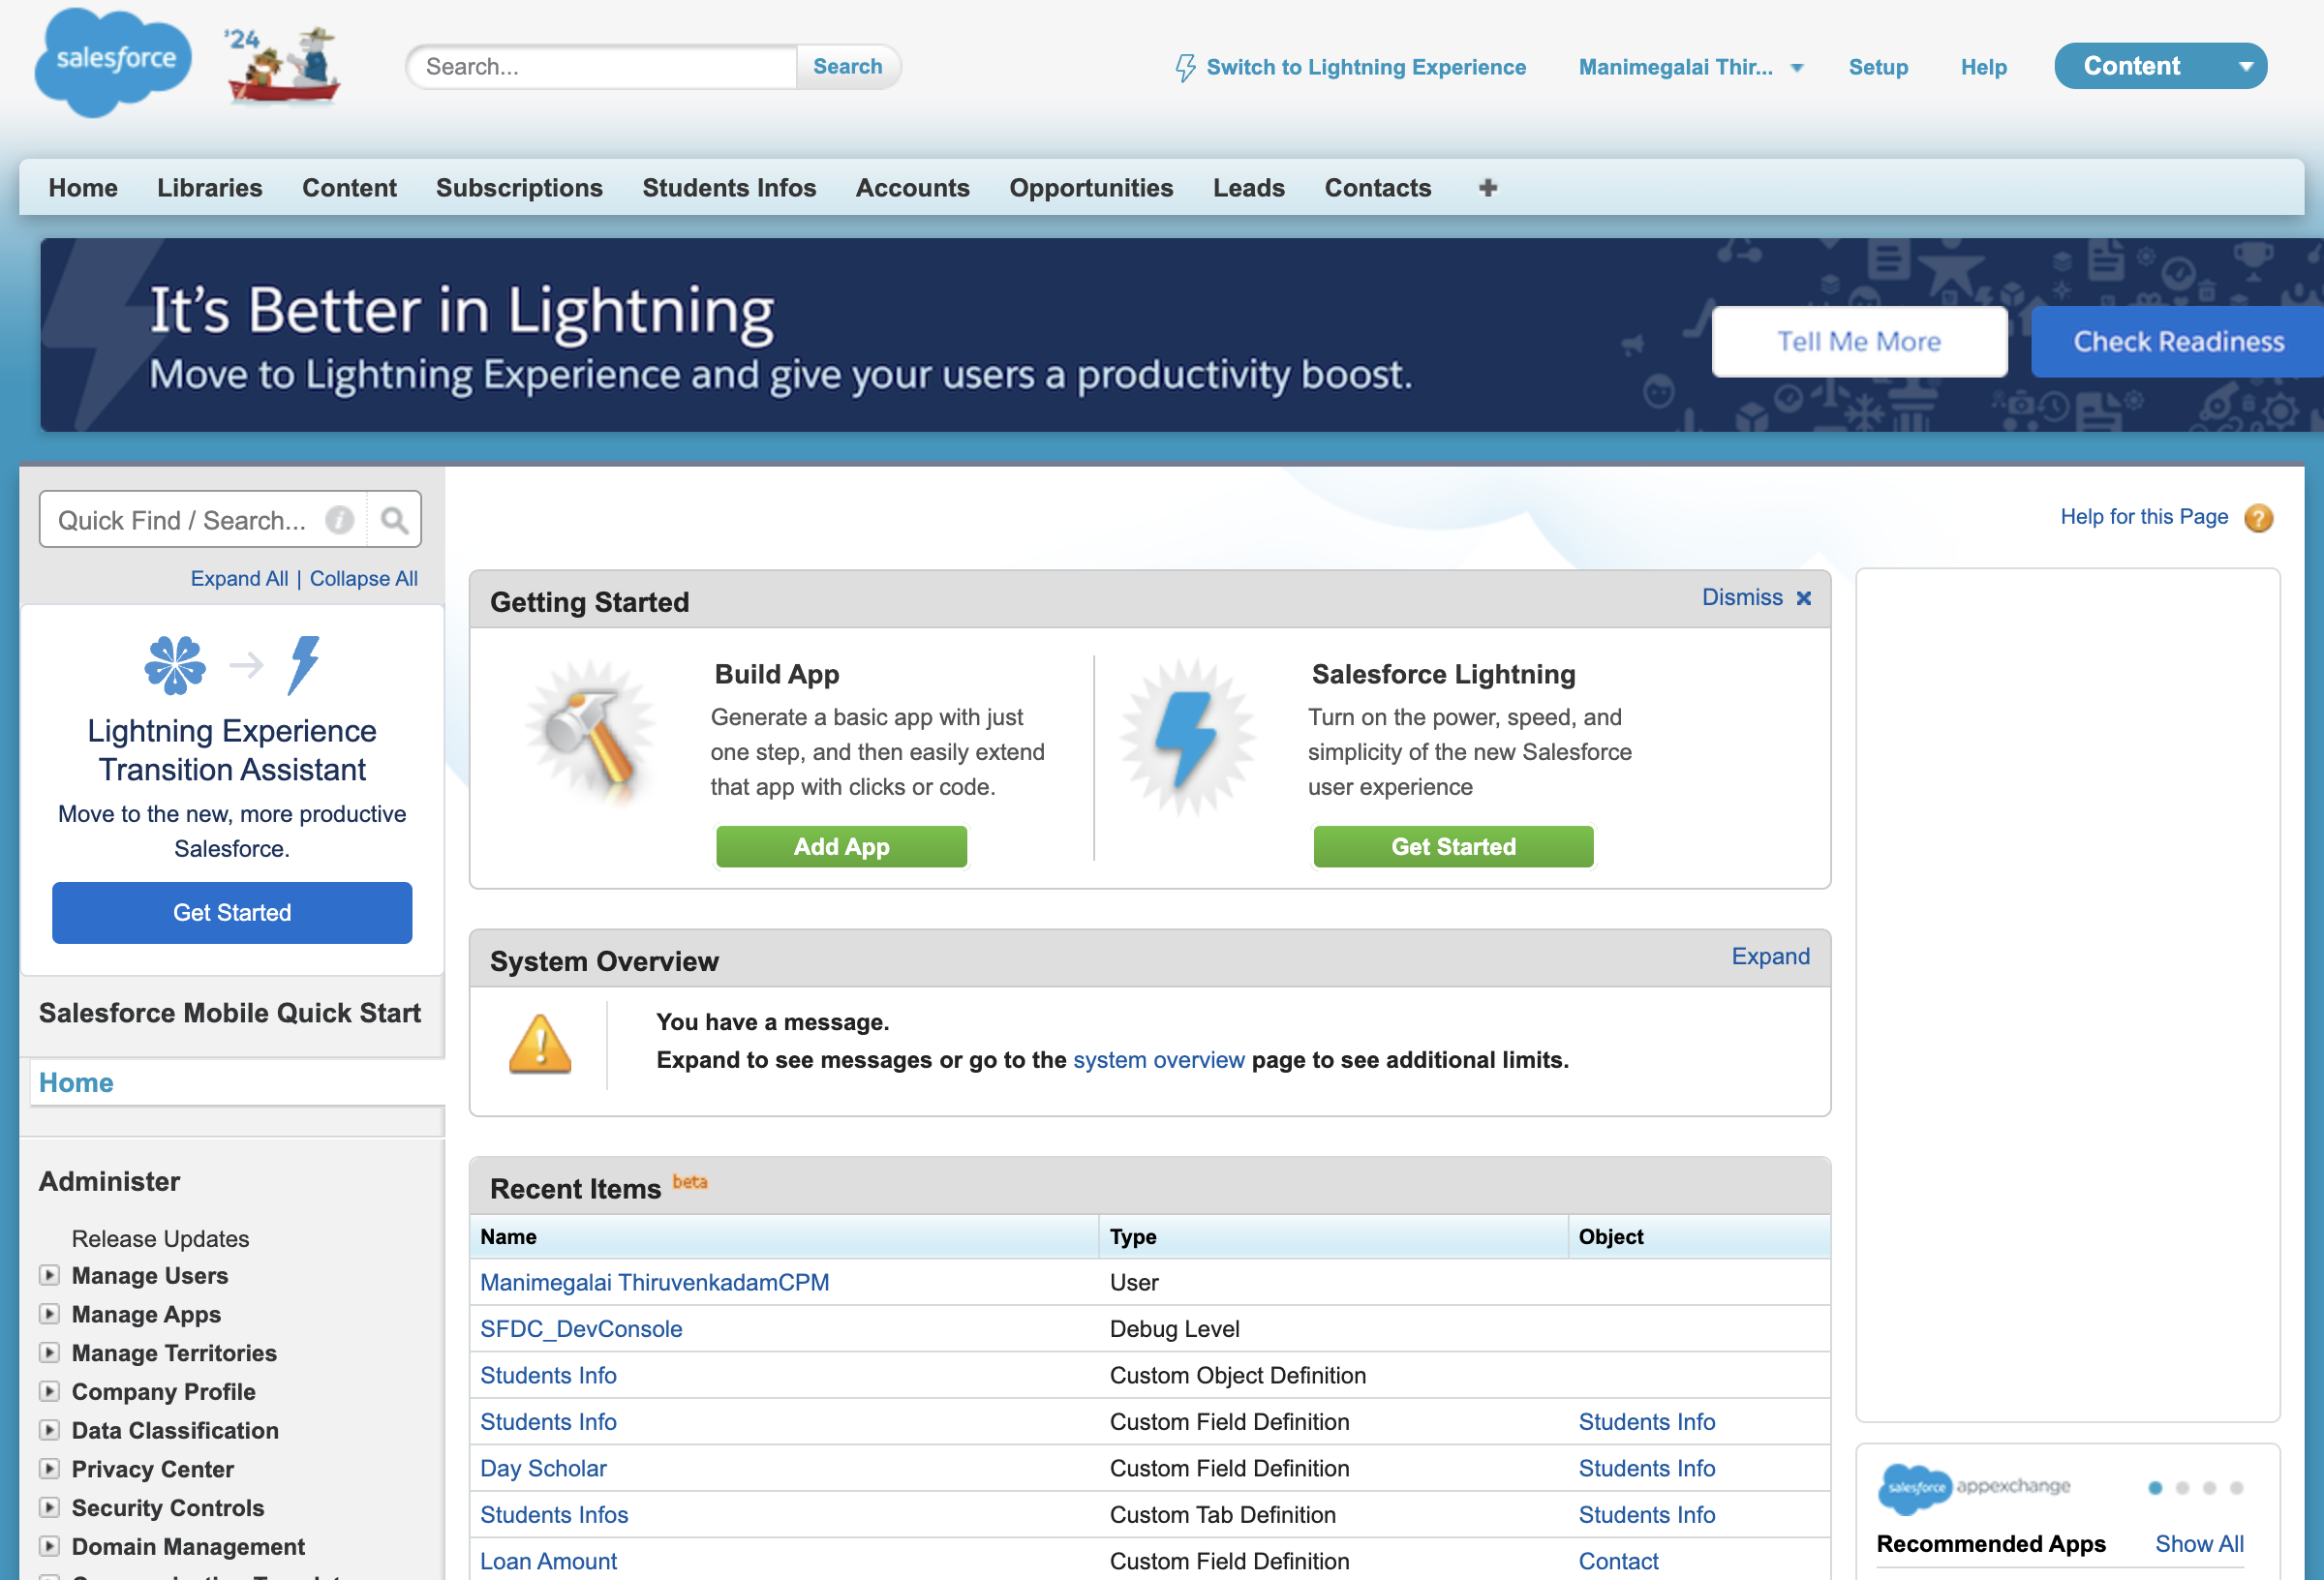 salesforce
'24
Search...
Search
Switch to Lightning Experience
Manimegalai Thir...
Setup
Help
Content
Home
Libraries
Content
Subscriptions
Students Infos
Accounts
Opportunities
Leads
Contacts
It's Better in Lightning
Move to Lightning Experience and give your users a productivity boost.
Tell Me More
Check Readiness
Quick Find / Search...
Expand All | Collapse All
Lightning Experience
Transition Assistant
Move to the new, more productive
Salesforce.
Get Started
Salesforce Mobile Quick Start
Home
Administer
Release Updates
Manage Users
Manage Apps
Manage Territories
Company Profile
Data Classification
Privacy Center
Security Controls
Domain Management
Help for this Page
Getting Started
Dismiss
Build App
Generate a basic app with just
one step, and then easily extend
that app with clicks or code.
Add App
Salesforce Lightning
Turn on the power, speed, and
simplicity of the new Salesforce
user experience
Get Started
System Overview
Expand
You have a message.
Expand to see messages or go to the system overview page to see additional limits.
Recent Items beta
Name Type Object
Manimegalai ThiruvenkadamCPM User
SFDC_DevConsole Debug Level
Students Info Custom Object Definition
Students Info Custom Field Definition Students Info
Day Scholar Custom Field Definition Students Info
Students Infos Custom Tab Definition Students Info
Loan Amount Custom Field Definition Contact
salesforce appexchange
Recommended Apps
Show All